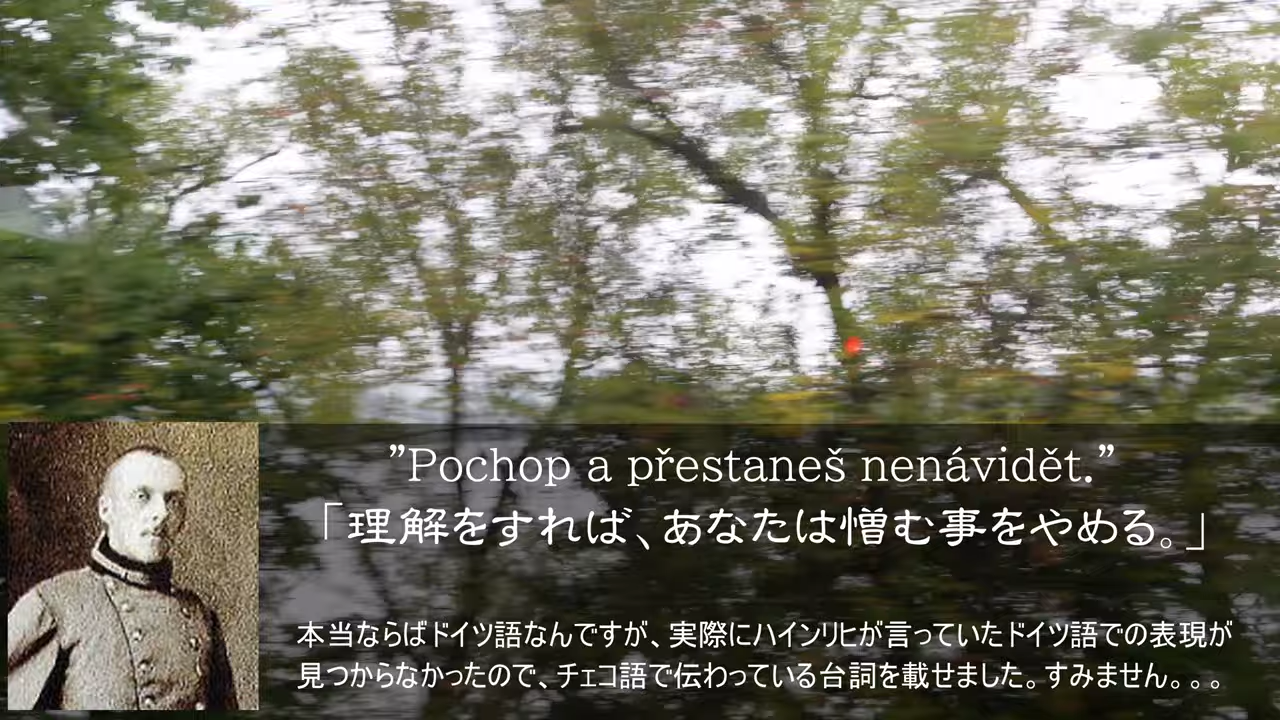 ”Pochop a přestaneš nenávidět.”
「理解をすれば、あなたは憎む事をやめる。」
本当ならばドイツ語なんですが、実際にハインリヒが言っていたドイツ語での表現が
見つからなかったので、チェコ語で伝わっている台詞を載せました。すみません。。。